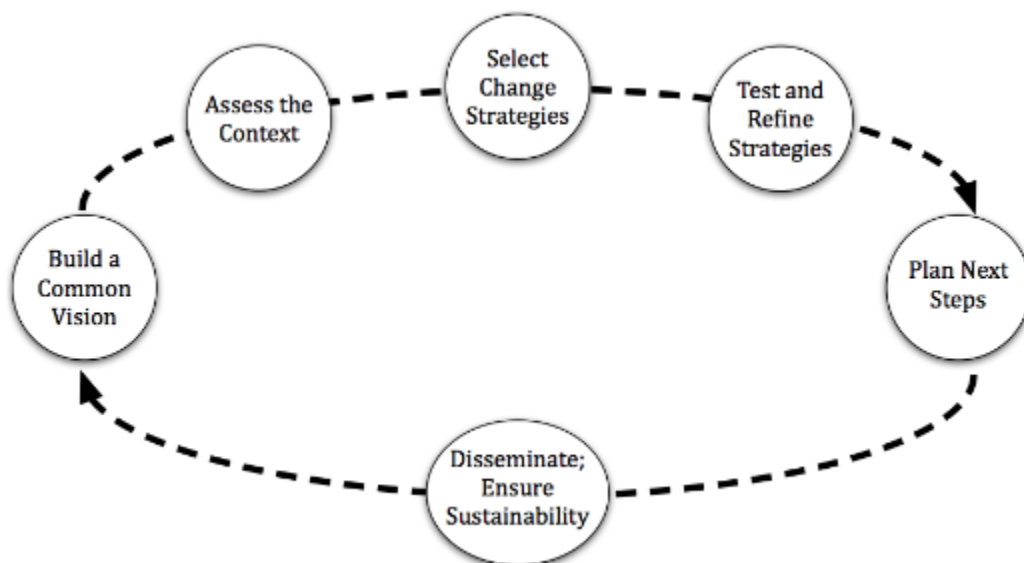 Select
Change
Strategies
Assess the
Context
Test and
Refine
Strategies
Build a
Common
Vision
Plan Next
Steps
Disseminate;
Ensure
Sustainability